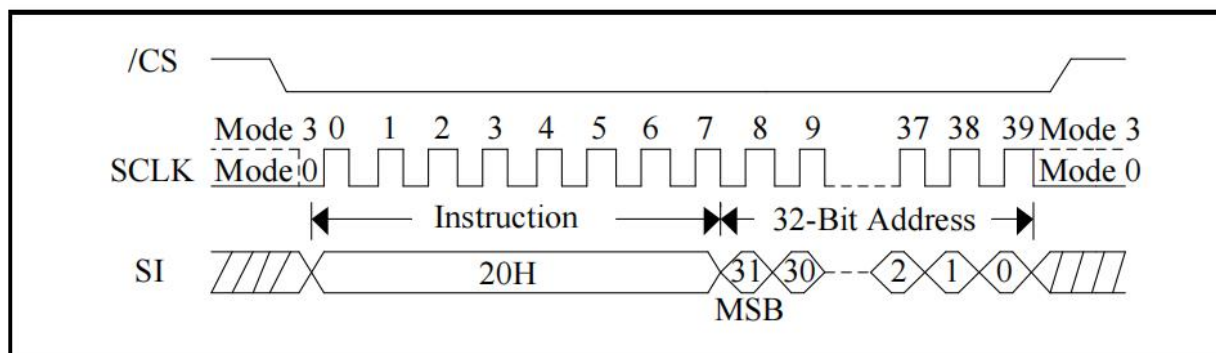 /CS
Mode 3 0 1 2 3 4 5 6 7 8 9 37 38 39 Mode 3
SCLK Mode 0 Mode 0
Instruction 32-Bit Address
SI 20H 31 30 2 1 0
MSB